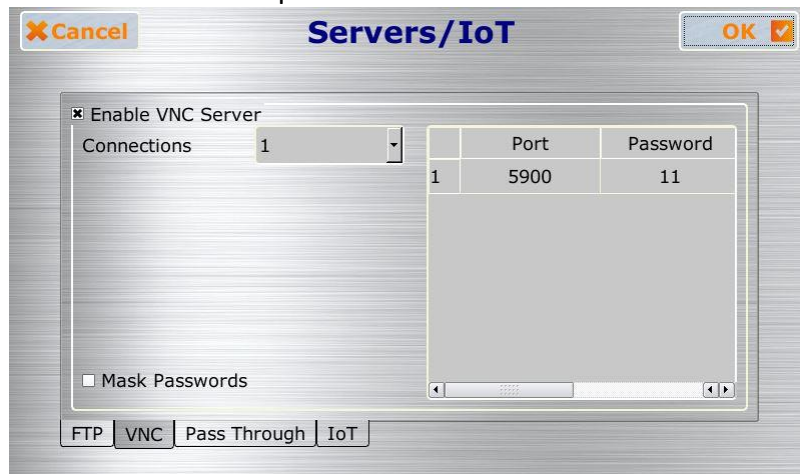 Cancel
Servers/IoT
OK
Enable VNC Server
Connections 1
Port Password
1 5900 11
Mask Passwords
FTP VNC Pass Through IoT